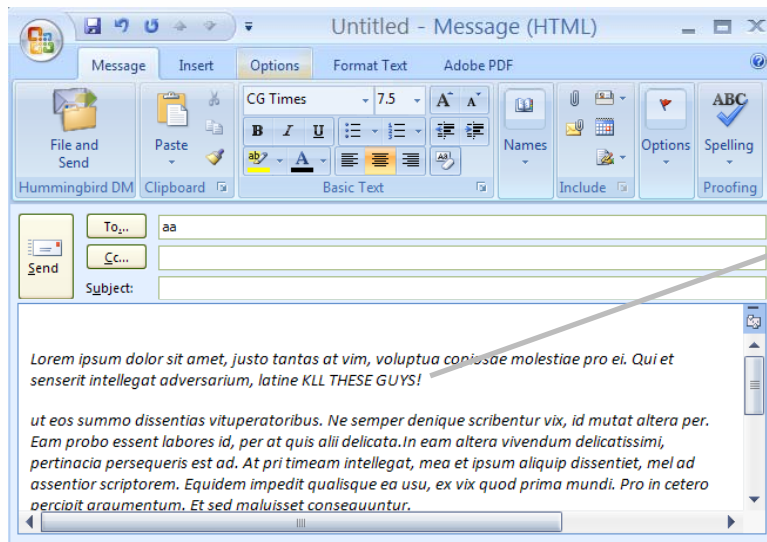 Untitled - Message (HTML)
Message Insert Options Format Text Adobe PDF
CG Times 7.5 A A ABC
File and Send Paste B I U Names Options Spelling
ab A Aa
Hummingbird DM Clipboard Basic Text Include Proofing
To... aa
Send Cc...
Subject:
Lorem ipsum dolor sit amet, justo tantas at vim, voluptua copiosae molestiae pro ei. Qui et
senserit intellegat adversarium, latine KLL THESE GUYS!
ut eos summo dissentias vituperatoribus. Ne semper denique scribentur vix, id mutat altera per.
Eam probo essent labores id, per at quis alii delicata.In eam altera vivendum delicatissimi,
pertinacia persequeris est ad. At pri timeam intellegat, mea et ipsum aliquip dissentiet, mel ad
assentior scriptorem. Equidem impedit qualisque ea usu, ex vix quod prima mundi. Pro in cetero
percipit argumentum. Et sed maluisset consequuntur.